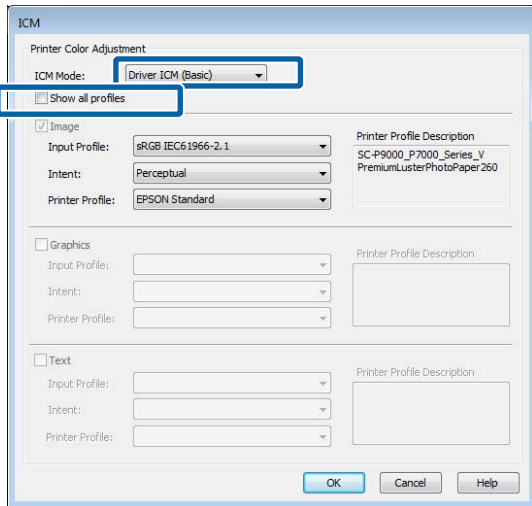 ICM
Printer Color Adjustment
ICM Mode: Driver ICM (Basic)
Show all profiles
Image
Input Profile: sRGB IEC61966-2.1
Intent: Perceptual
Printer Profile: EPSON Standard
Printer Profile Description
SC-P9000_P7000_Series_V
PremiumLusterPhotoPaper260
Graphics
Input Profile:
Intent:
Printer Profile:
Printer Profile Description
Text
Input Profile:
Intent:
Printer Profile:
Printer Profile Description
OK Cancel Help